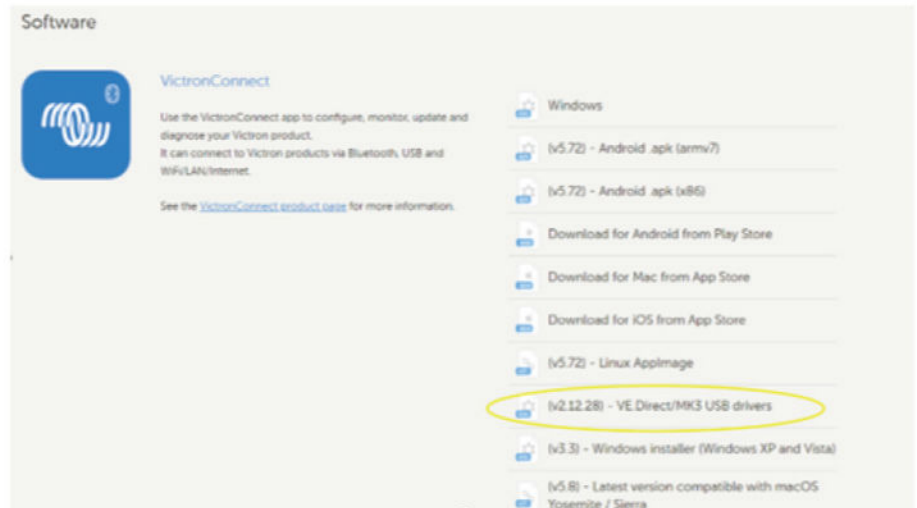 Software
VictronConnect
Use the VictronConnect app to configure, monitor, update and
diagnose your Victron product.
It can connect to Victron products via Bluetooth, USB and
WiFi/LAN/Internet.
See the VictronConnect product page for more information.
Windows
(v5.72) - Android .apk (armv7)
(v5.72) - Android .apk (x86)
Download for Android from Play Store
Download for Mac from App Store
Download for iOS from App Store
(v5.72) - Linux AppImage
(v2.12.28) - VE.Direct/MK3 USB drivers
(v3.3) - Windows installer (Windows XP and Vista)
(v5.8) - Latest version compatible with macOS
Yosemite / Sierra